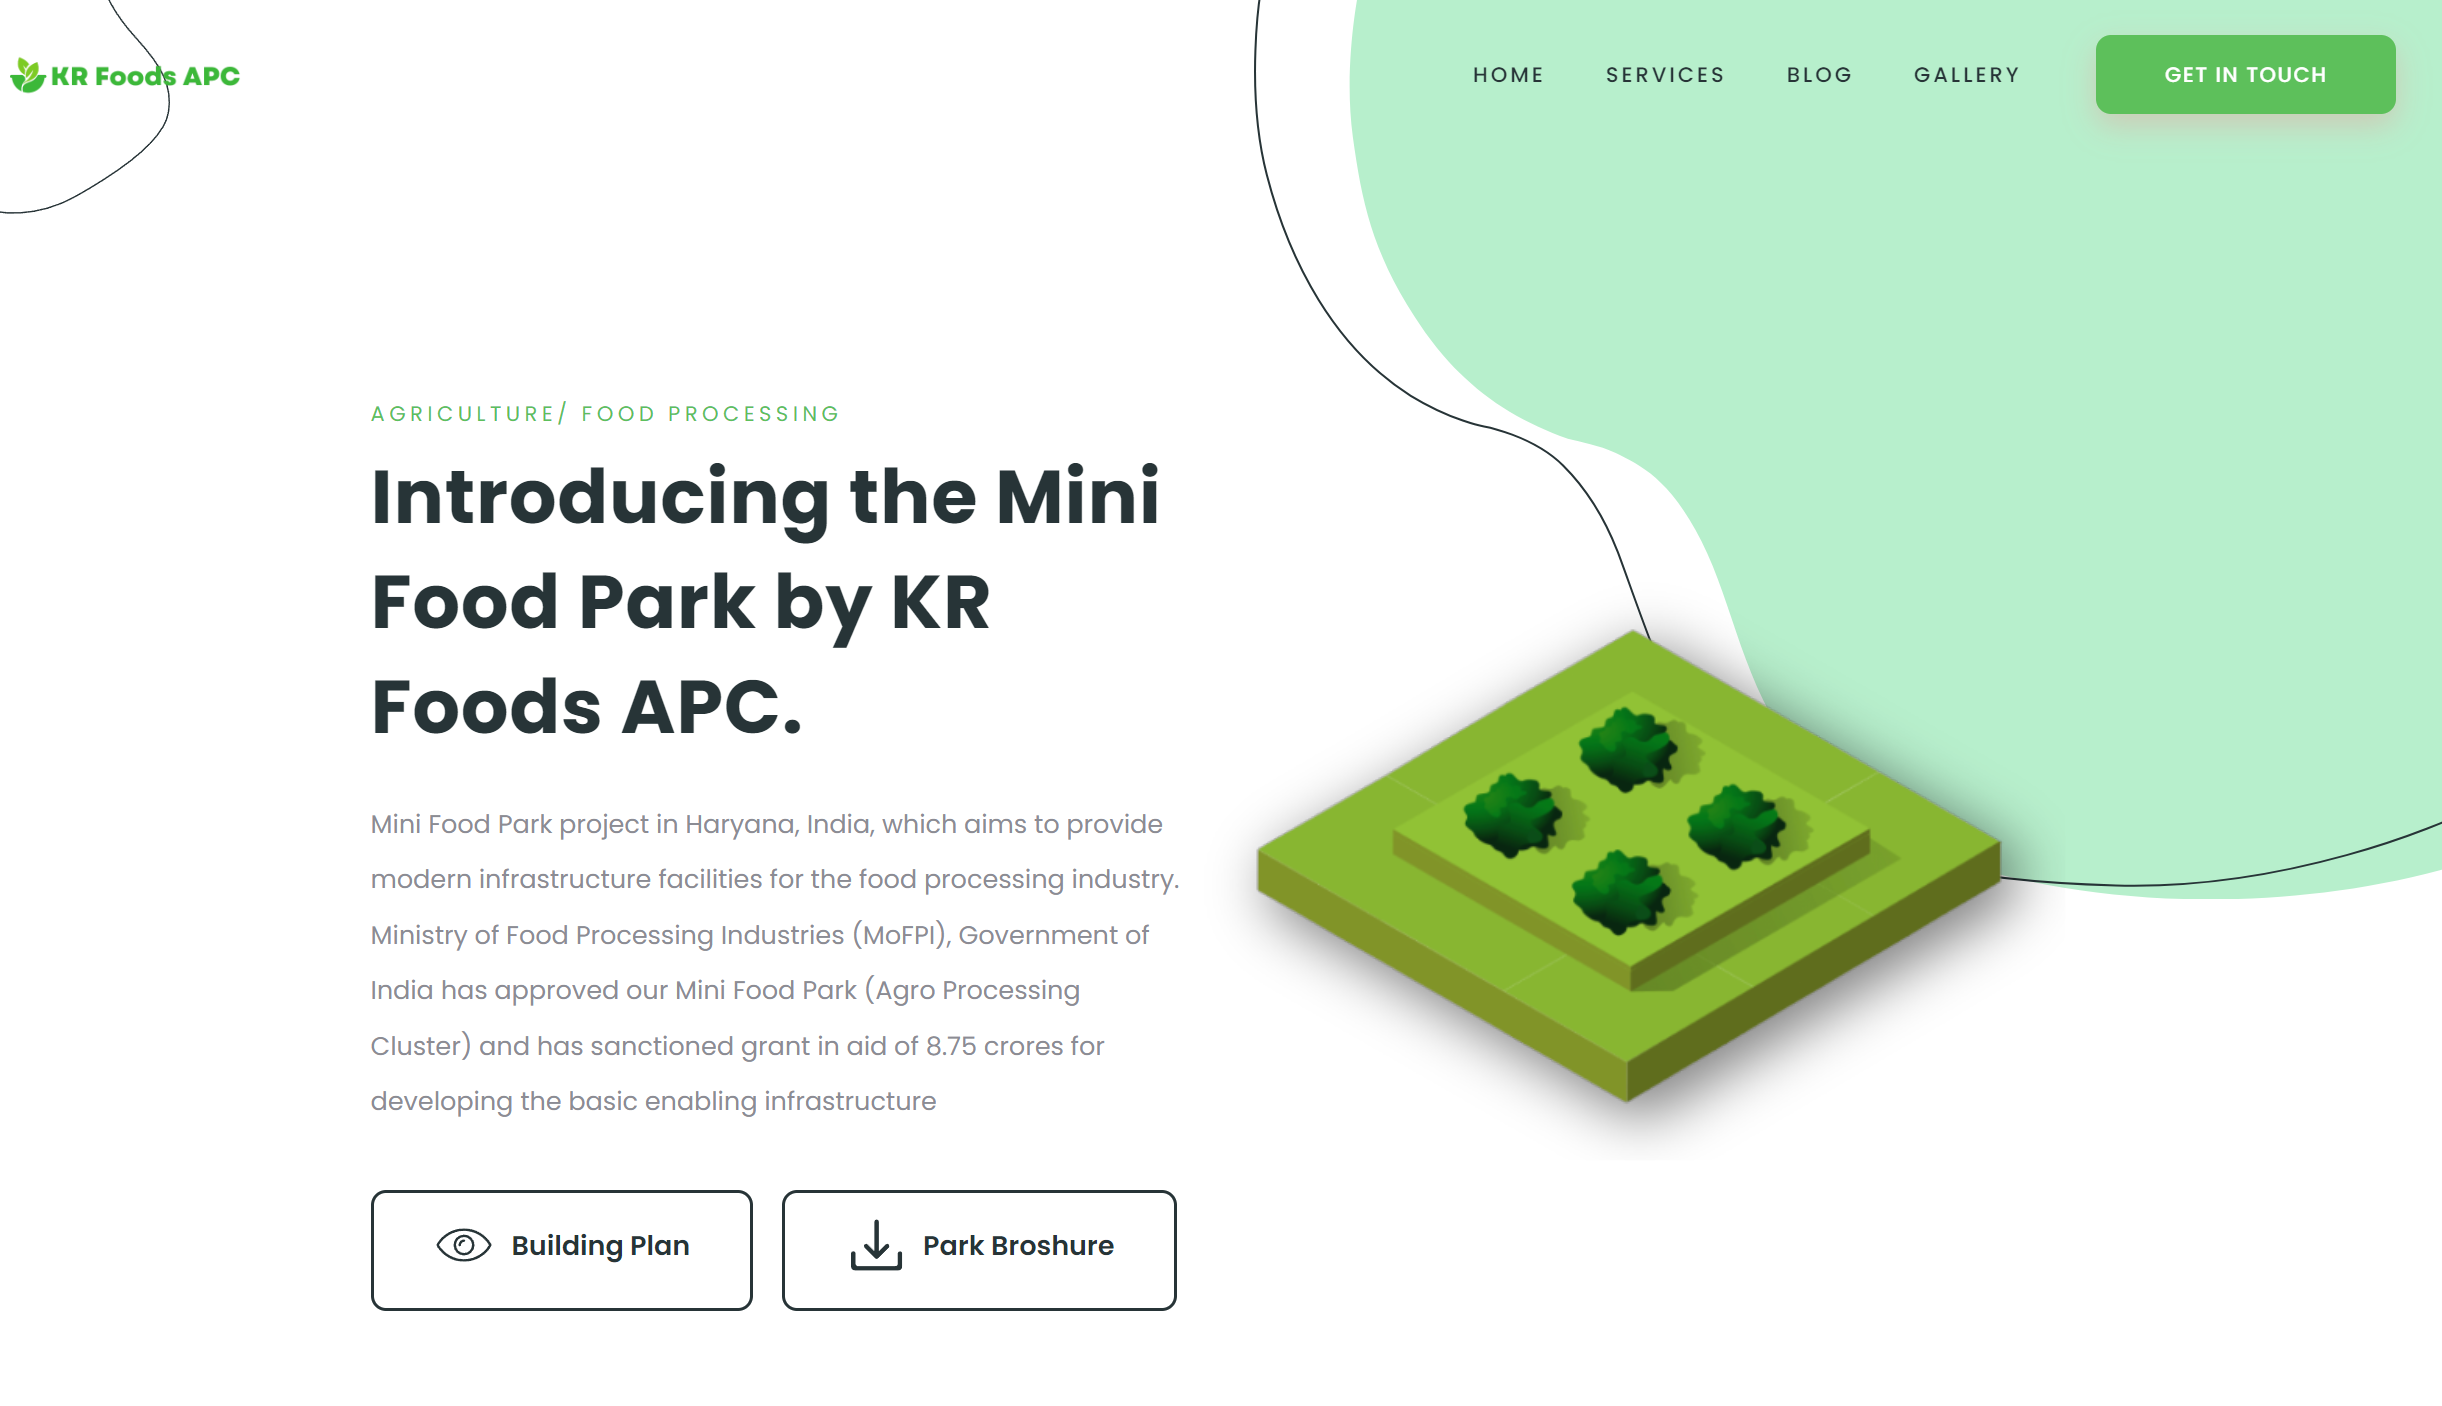 KR Foods APC
HOME SERVICES BLOG GALLERY GET IN TOUCH
AGRICULTURE/ FOOD PROCESSING
Introducing the Mini
Food Park by KR
Foods APC.
Mini Food Park project in Haryana, India, which aims to provide
modern infrastructure facilities for the food processing industry.
Ministry of Food Processing Industries (MoFPI), Government of
India has approved our Mini Food Park (Agro Processing
Cluster) and has sanctioned grant in aid of 8.75 crores for
developing the basic enabling infrastructure
Building Plan
Park Broshure